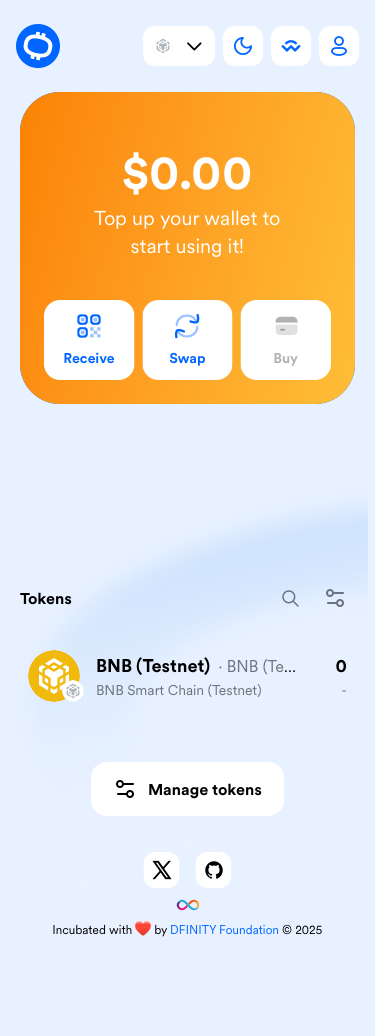 $0.00
Top up your wallet to
start using it!
Receive
Swap
Buy
Tokens
BNB (Testnet) · BNB (Te... 0
BNB Smart Chain (Testnet) -
Manage tokens
Incubated with ❤️ by DFINITY Foundation © 2025